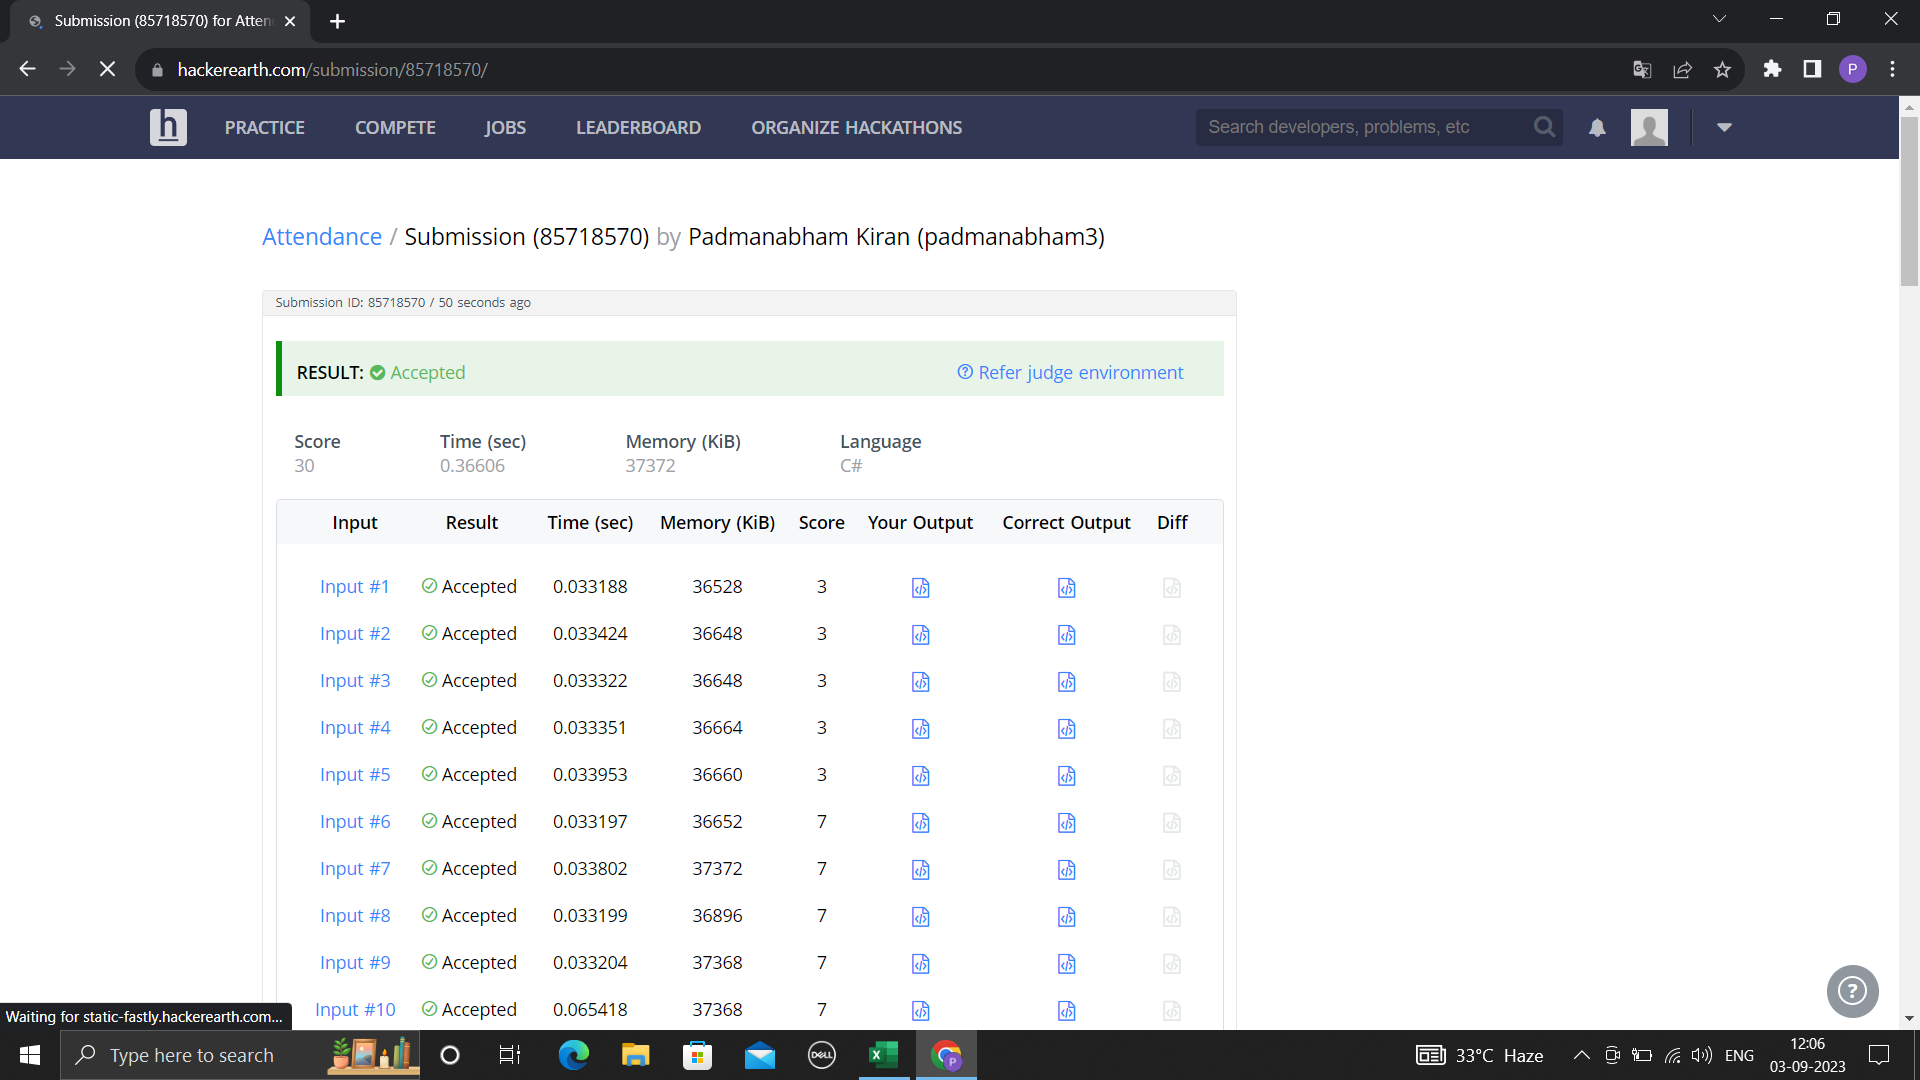 Submission (85718570) for Atten
hackerearth.com/submission/85718570/
P
h PRACTICE COMPETE JOBS LEADERBOARD ORGANIZE HACKATHONS Search developers, problems, etc
Attendance / Submission (85718570) by Padmanabham Kiran (padmanabham3)
Submission ID: 85718570 / 50 seconds ago
RESULT: Accepted Refer judge environment
Score Time (sec) Memory (KiB) Language
30 0.36606 37372 C#
Input Result Time (sec) Memory (KiB) Score Your Output Correct Output Diff
Input #1 Accepted 0.033188 36528 3
Input #2 Accepted 0.033424 36648 3
Input #3 Accepted 0.033322 36648 3
Input #4 Accepted 0.033351 36664 3
Input #5 Accepted 0.033953 36660 3
Input #6 Accepted 0.033197 36652 7
Input #7 Accepted 0.033802 37372 7
Input #8 Accepted 0.033199 36896 7
Input #9 Accepted 0.033204 37368 7
Input #10 Accepted 0.065418 37368 7
?
Waiting for static-fastly.hackerearth.com...
Type here to search
DELL
P
33°C Haze
ENG
12:06
03-09-2023